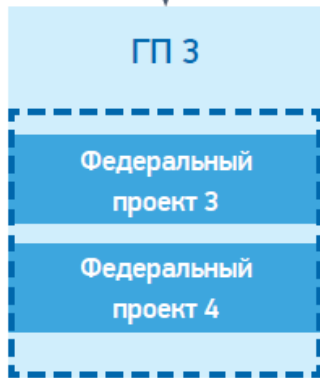 ГП 3
Федеральный
проект 3
Федеральный
проект 4